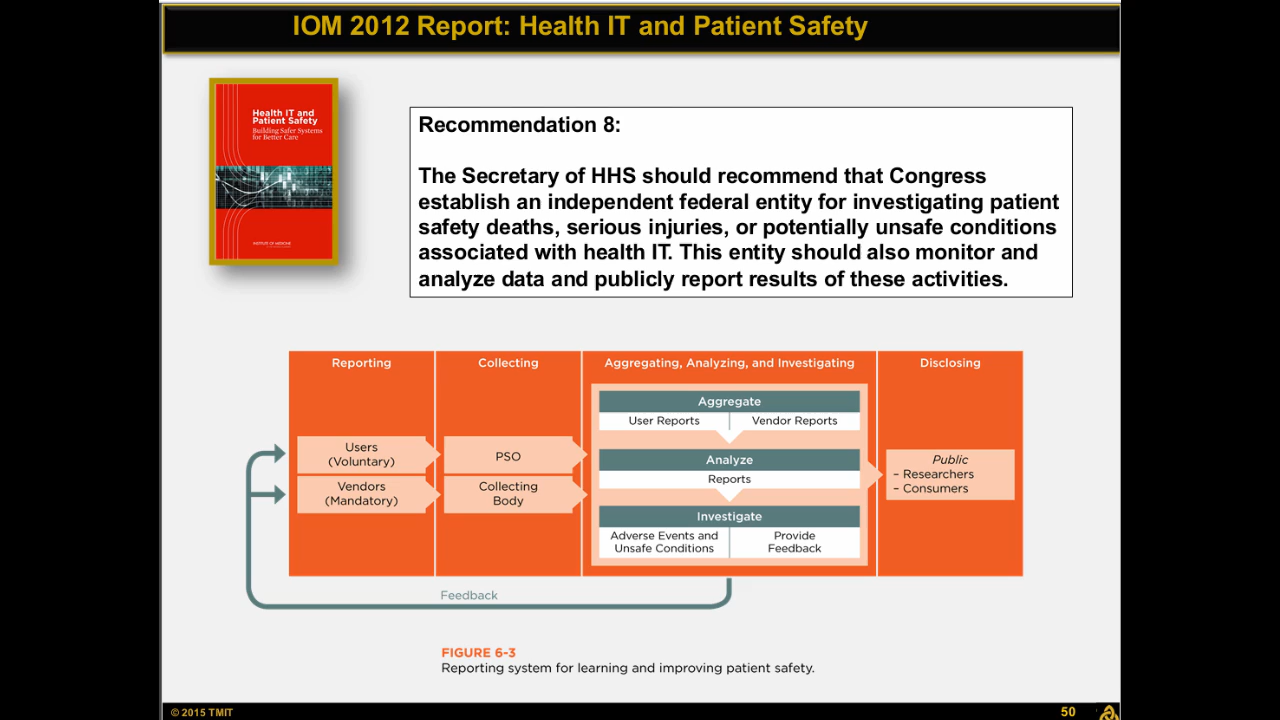 IOM 2012 Report: Health IT and Patient Safety
Health IT and
Patient Safety
Building Safer Systems
for Better Care
INSTITUTE OF MEDICINE
Recommendation 8:
The Secretary of HHS should recommend that Congress
establish an independent federal entity for investigating patient
safety deaths, serious injuries, or potentially unsafe conditions
associated with health IT. This entity should also monitor and
analyze data and publicly report results of these activities.
Reporting
Users
(Voluntary)
Vendors
(Mandatory)
Collecting
PSO
Collecting
Body
Aggregating, Analyzing, and Investigating
Aggregate
User Reports
Vendor Reports
Analyze
Reports
Investigate
Adverse Events and
Unsafe Conditions
Provide
Feedback
Disclosing
Public
– Researchers
– Consumers
Feedback
FIGURE 6-3
Reporting system for learning and improving patient safety.
© 2015 TMIT
50